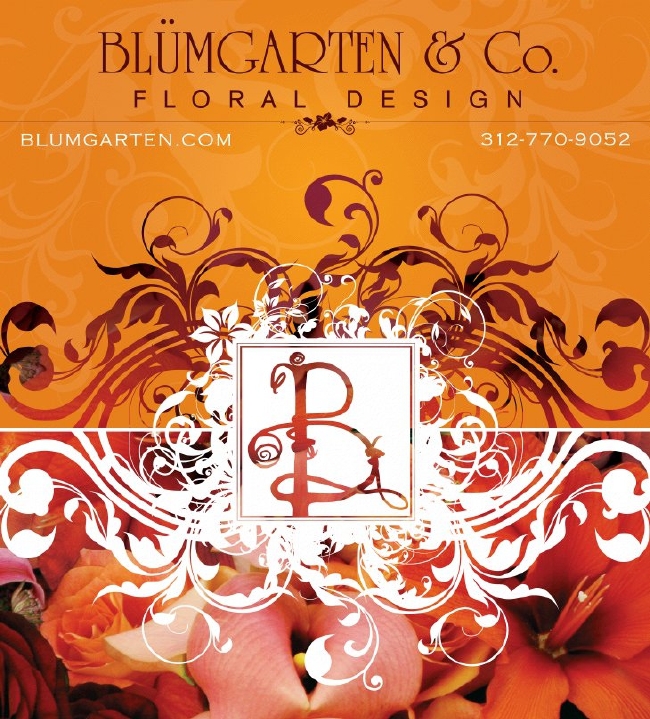 BLÜMGARTEN & Co.
FLORAL DESIGN
BLUMGARTEN.COM
312-770-9052
B